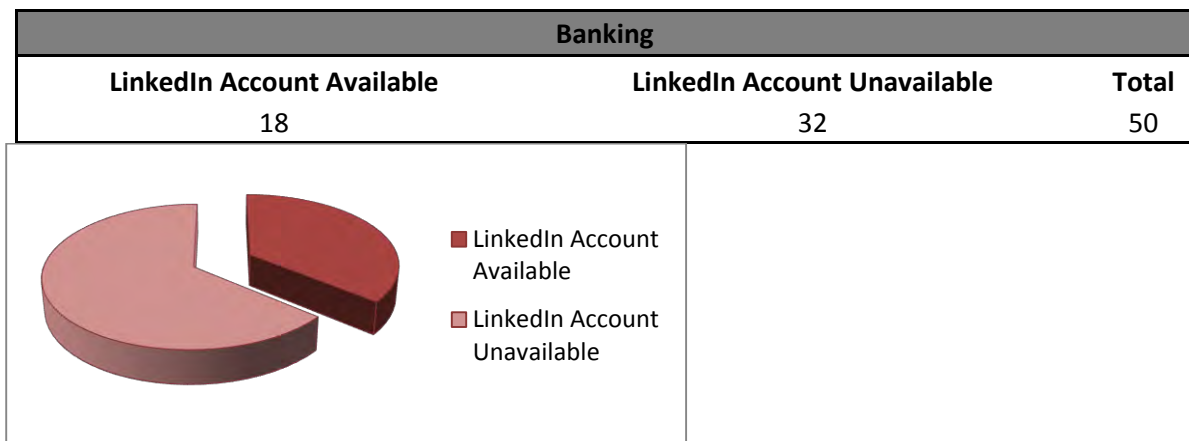 Banking
LinkedIn Account Available LinkedIn Account Unavailable Total
18 32 50
LinkedIn Account
Available
LinkedIn Account
Unavailable